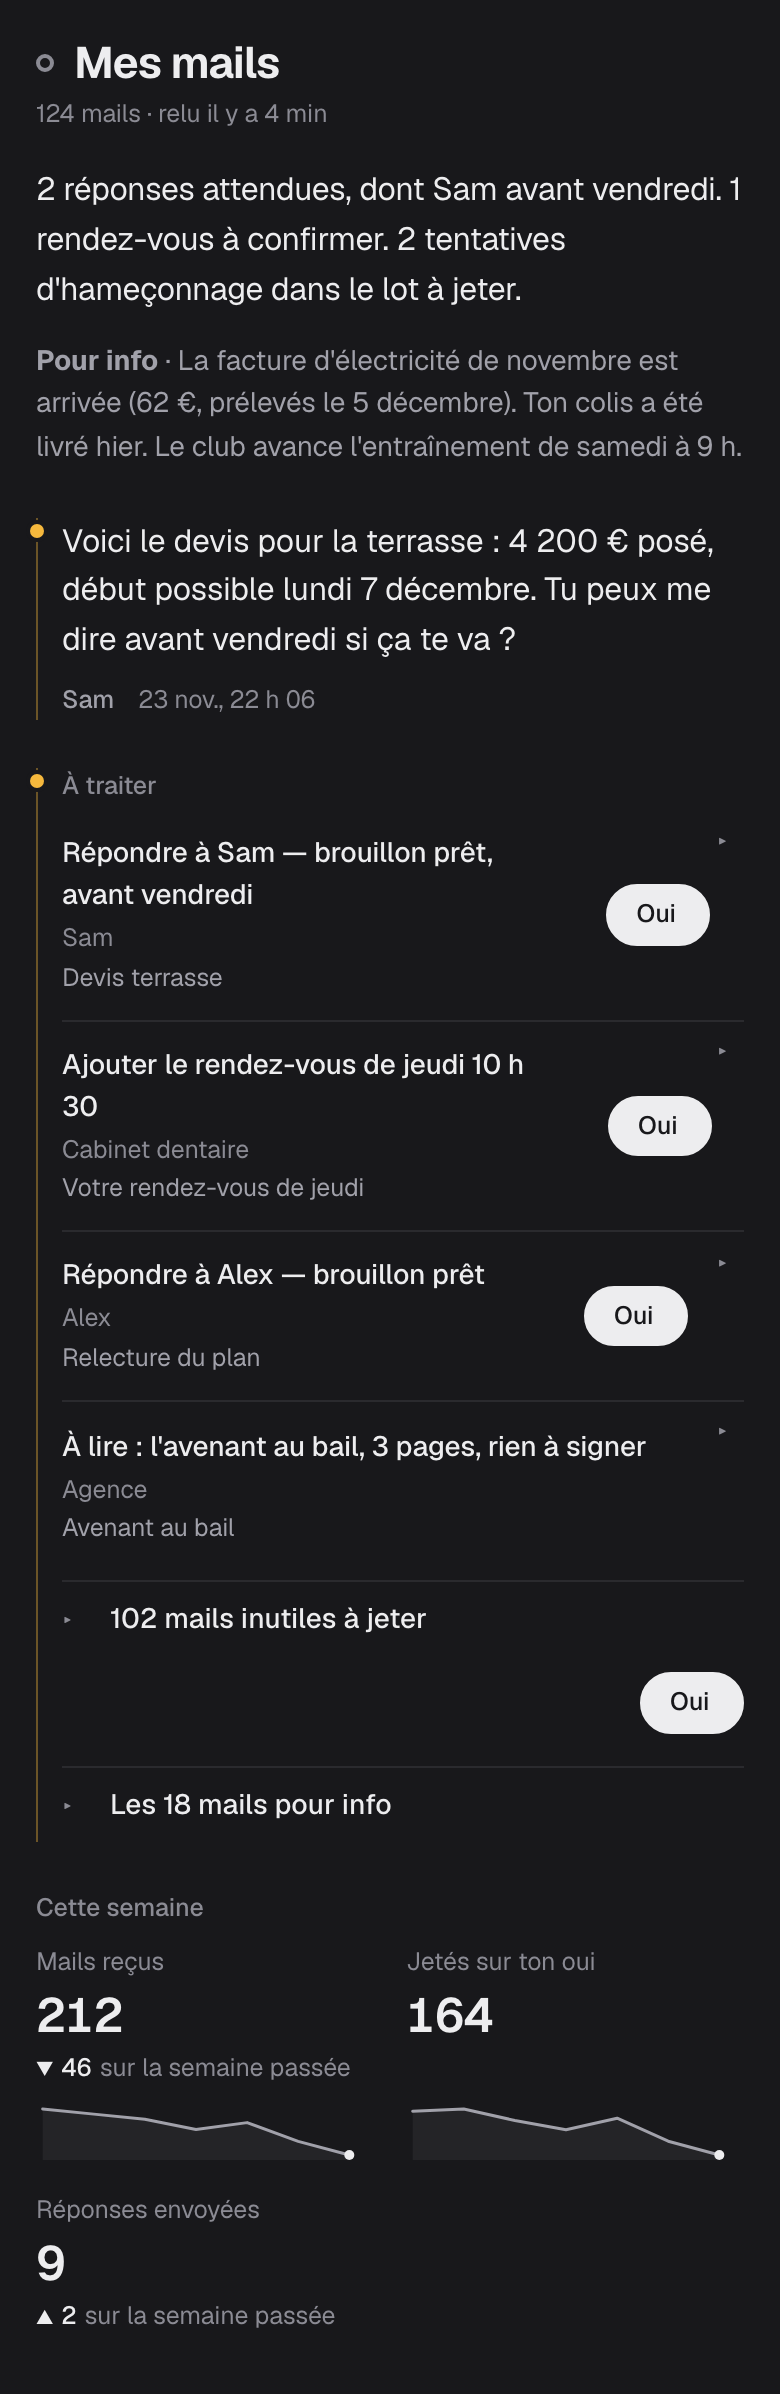 Mes mails
124 mails · relu il y a 4 min
2 réponses attendues, dont Sam avant vendredi. 1
rendez-vous à confirmer. 2 tentatives
d'hameçonnage dans le lot à jeter.
Pour info · La facture d'électricité de novembre est
arrivée (62 €, prélevés le 5 décembre). Ton colis a été
livré hier. Le club avance l'entraînement de samedi à 9 h.
Voici le devis pour la terrasse : 4 200 € posé,
début possible lundi 7 décembre. Tu peux me
dire avant vendredi si ça te va ?
Sam 23 nov., 22 h 06
À traiter
Répondre à Sam — brouillon prêt,
avant vendredi
Oui
Sam
Devis terrasse
Ajouter le rendez-vous de jeudi 10 h
30
Oui
Cabinet dentaire
Votre rendez-vous de jeudi
Répondre à Alex — brouillon prêt
Oui
Alex
Relecture du plan
À lire : l'avenant au bail, 3 pages, rien à signer
Agence
Avenant au bail
102 mails inutiles à jeter
Oui
Les 18 mails pour info
Cette semaine
Mails reçus
212
▼ 46 sur la semaine passée
Jetés sur ton oui
164
Réponses envoyées
9
▲ 2 sur la semaine passée